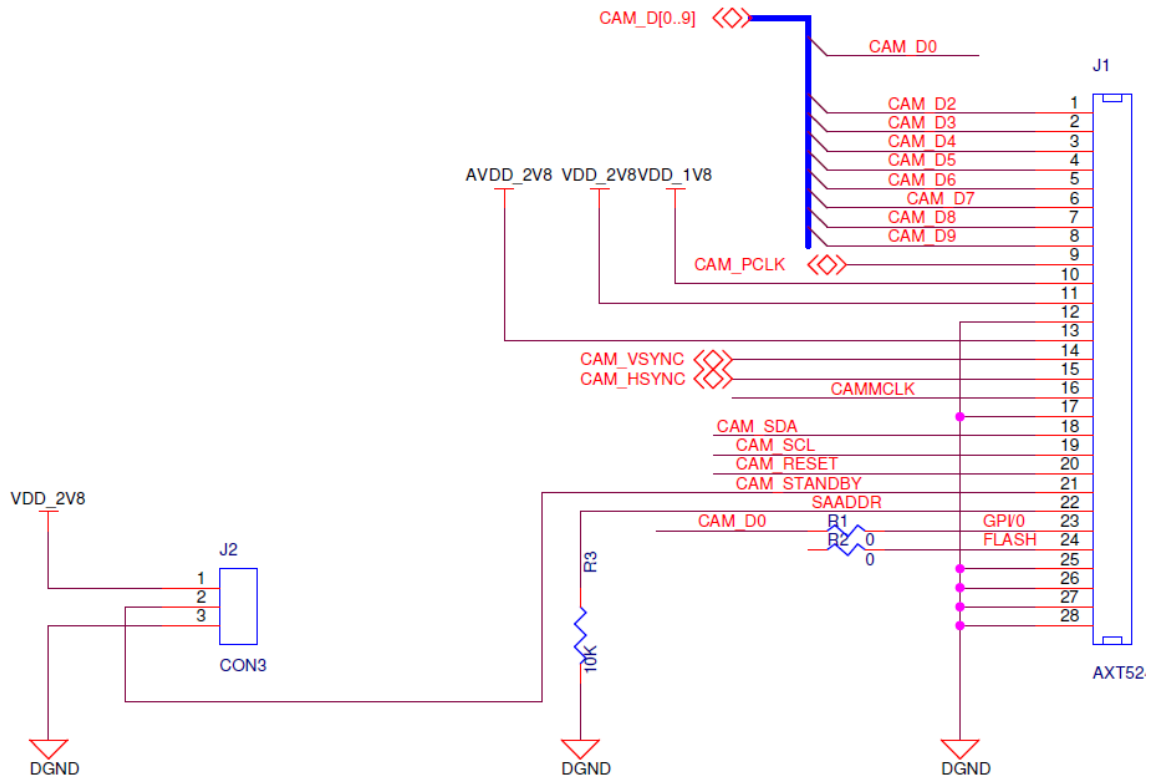 CAM_D[0..9]
CAM_D0
J1
CAM_D2 1
CAM_D3 2
CAM_D4 3
CAM_D5 4
CAM_D6 5
CAM_D7 6
CAM_D8 7
CAM_D9 8
AVDD_2V8 VDD_2V8 VDD_1V8
CAM_PCLK 9
10
11
12
13
CAM_VSYNC 14
CAM_HSYNC 15
CAMMCLK 16
17
CAM_SDA 18
CAM_SCL 19
CAM_RESET 20
CAM_STANDBY 21
SAADDR 22
CAM_D0 R1 0 GPI/0 23
R2 0 FLASH 24
25
26
27
28
AXT52
VDD_2V8
J2
1
2
3
CON3
R3
10K
DGND
DGND
DGND